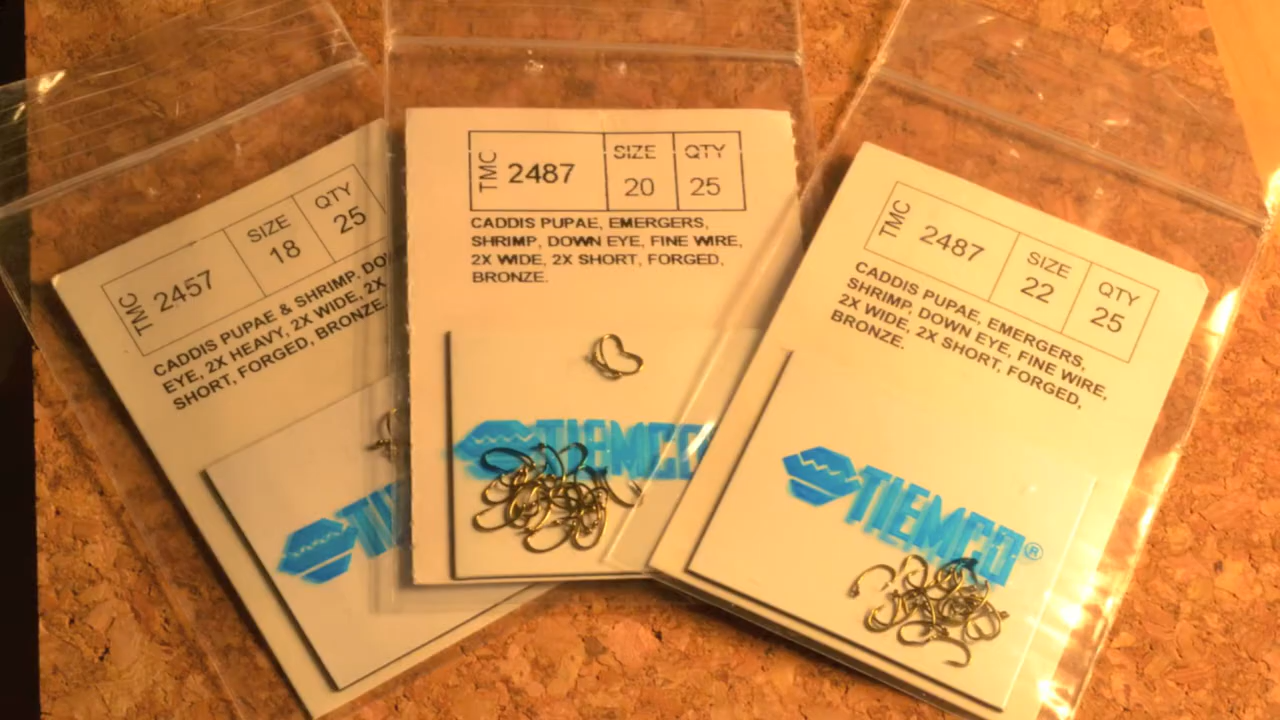 TMC 2457 SIZE 18 QTY 25
CADDIS PUPAE & SHRIMP, DO
EYE, 2X HEAVY, 2X WIDE, 2X
SHORT, FORGED, BRONZE.
TIE
TMC 2487 SIZE 20 QTY 25
CADDIS PUPAE, EMERGERS,
SHRIMP, DOWN EYE, FINE WIRE,
2X WIDE, 2X SHORT, FORGED,
BRONZE.
TIEMCO
TMC 2487 SIZE 22 QTY 25
CADDIS PUPAE, EMERGERS,
SHRIMP, DOWN EYE, FINE WIRE,
2X WIDE, 2X SHORT, FORGED,
BRONZE.
TIEMCO®